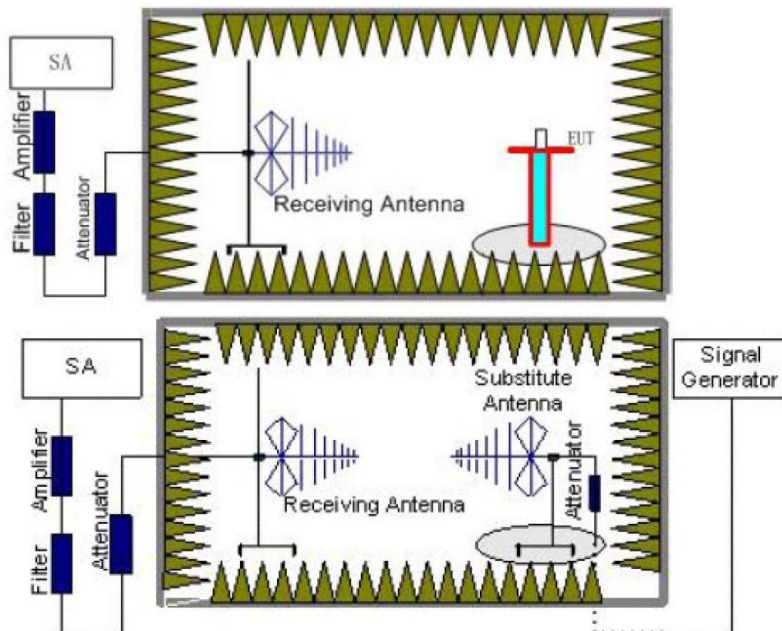 SA
Amplifier
Filter
Attenuator
Receiving Antenna
EUT
SA
Amplifier
Filter
Attenuator
Receiving Antenna
Substitute
Antenna
Attenuator
Signal
Generator